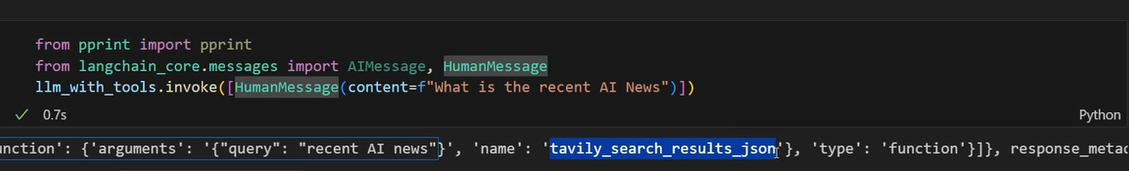 from pprint import pprint
from langchain_core.messages import AIMessage, HumanMessage
llm_with_tools.invoke([HumanMessage(content=f"What is the recent AI News")])
0.7s
Python
unction': {'arguments': '{"query": "recent AI news"}', 'name': 'tavily_search_results_json'}, 'type': 'function'}]}, response_metad